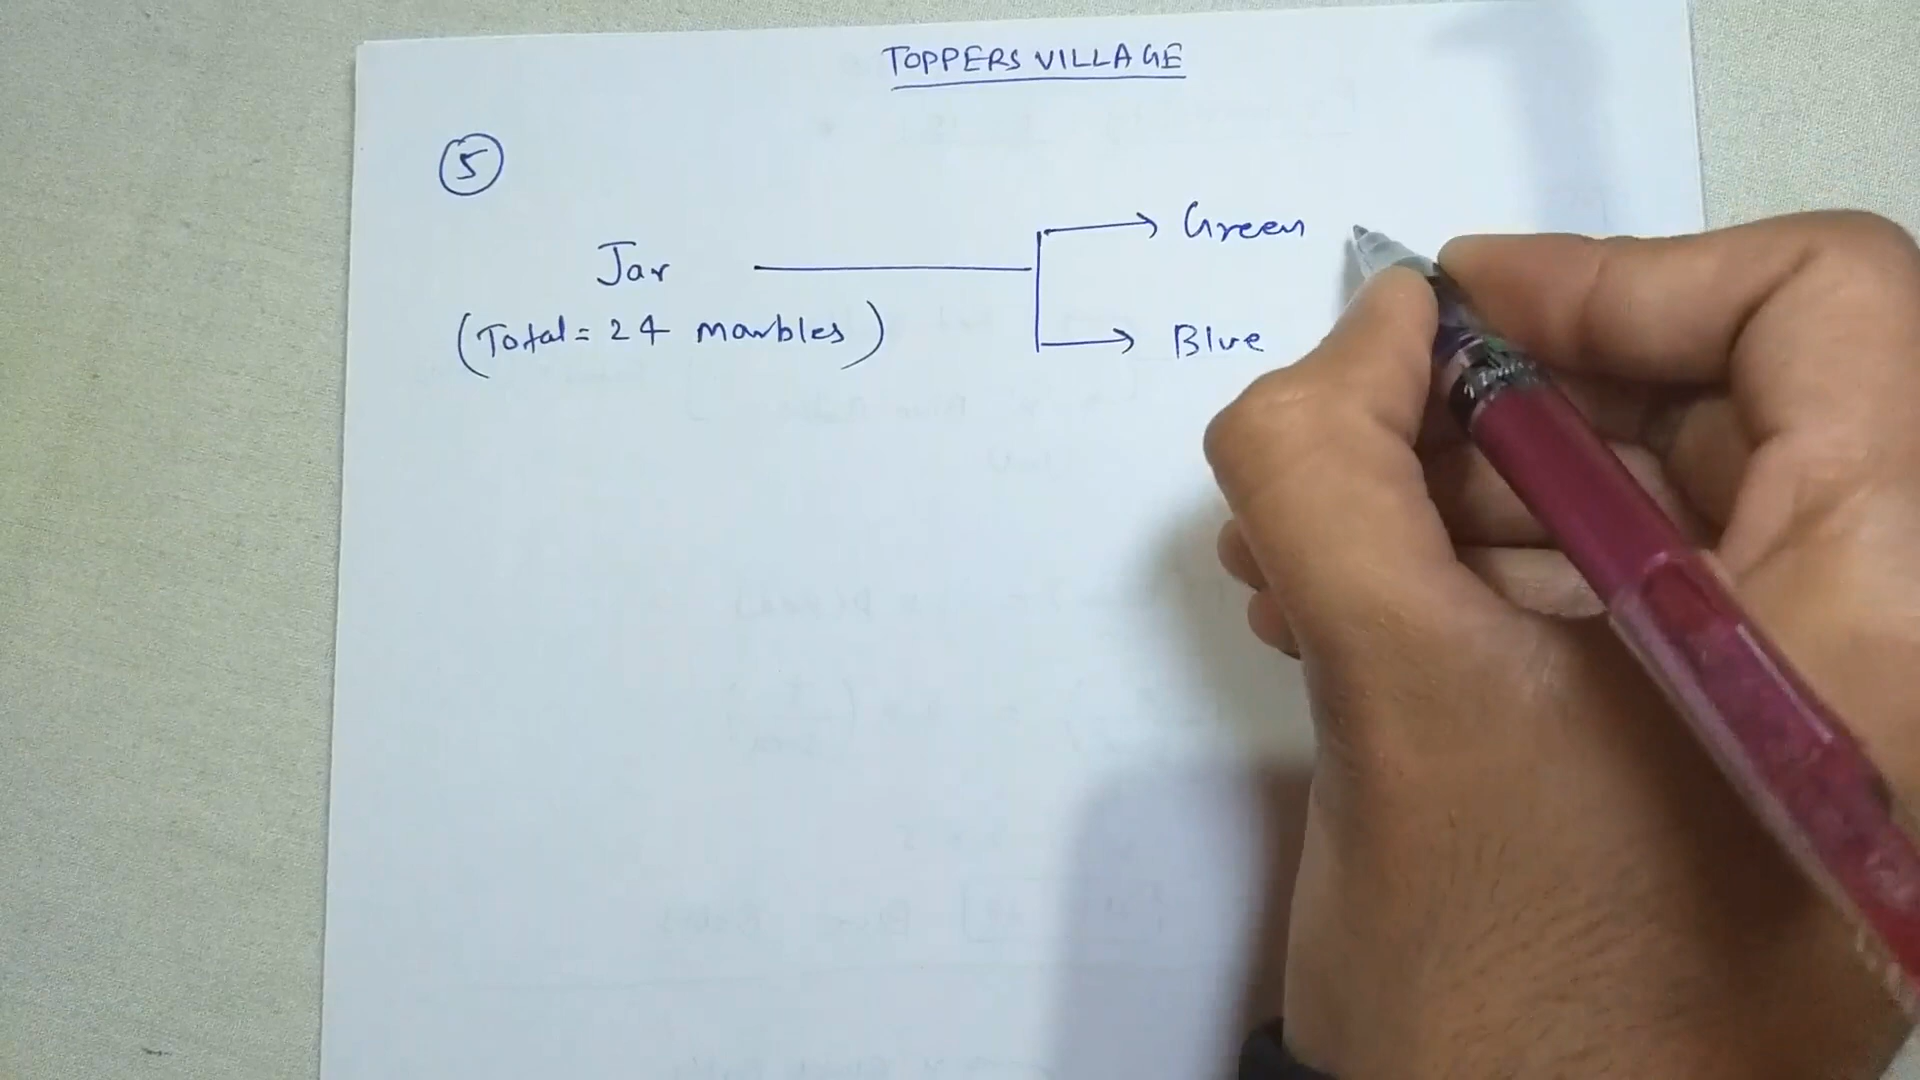 TOPPERS VILLAGE
5
Jar
Green
(Total = 24 marbles)
Blue